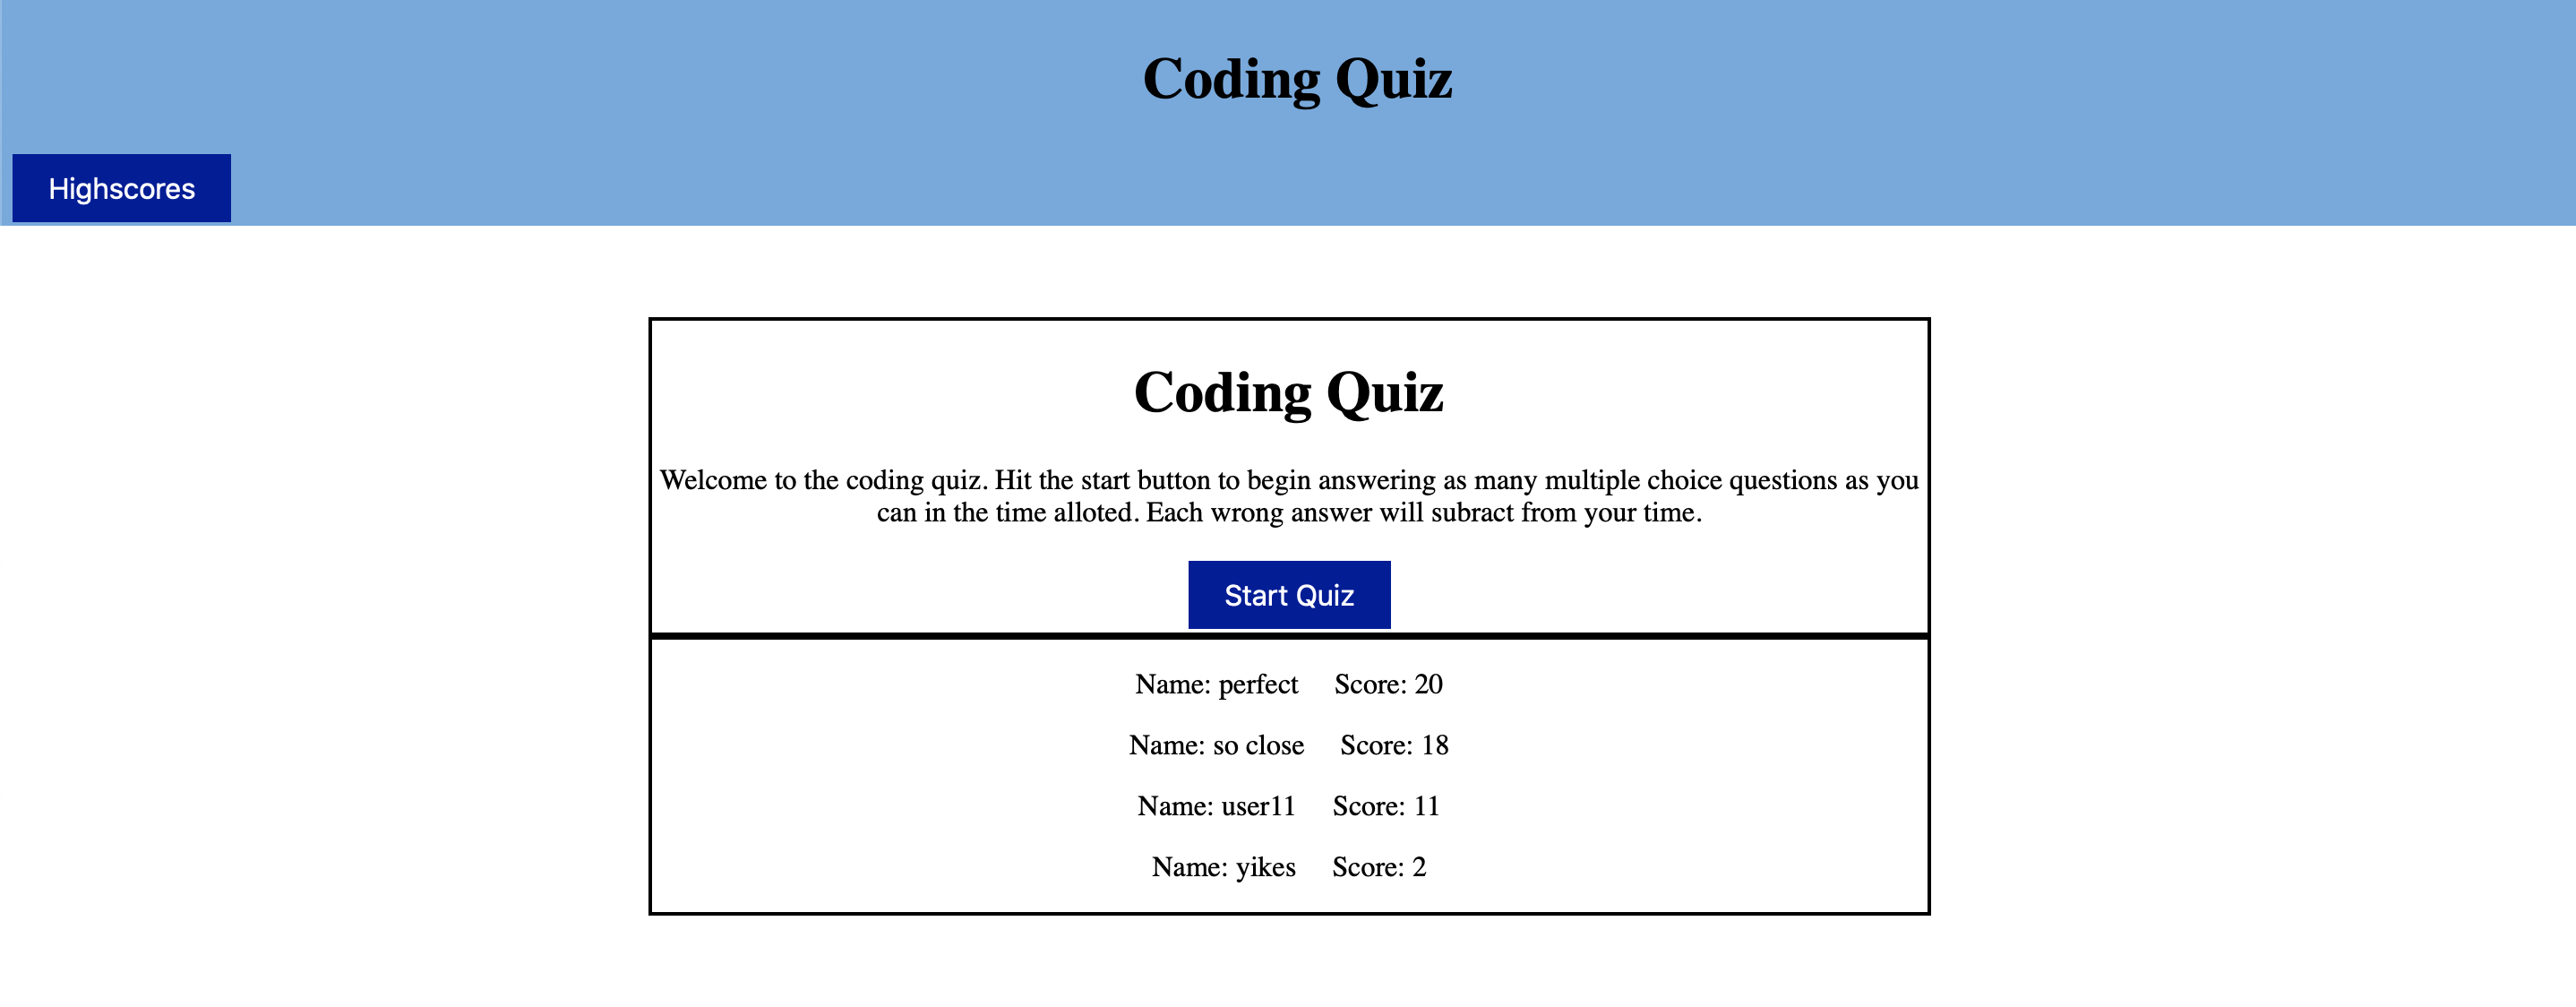 Coding Quiz
Highscores
Coding Quiz
Welcome to the coding quiz. Hit the start button to begin answering as many multiple choice questions as you
can in the time alloted. Each wrong answer will subract from your time.
Start Quiz
Name: perfect Score: 20
Name: so close Score: 18
Name: user11 Score: 11
Name: yikes Score: 2